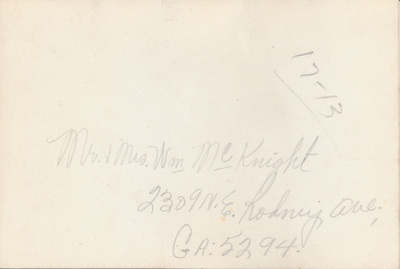 17-13
Mr. & Mrs. Wm McKnight
2309 N.E. Rodney Ave.
GA. 5294.